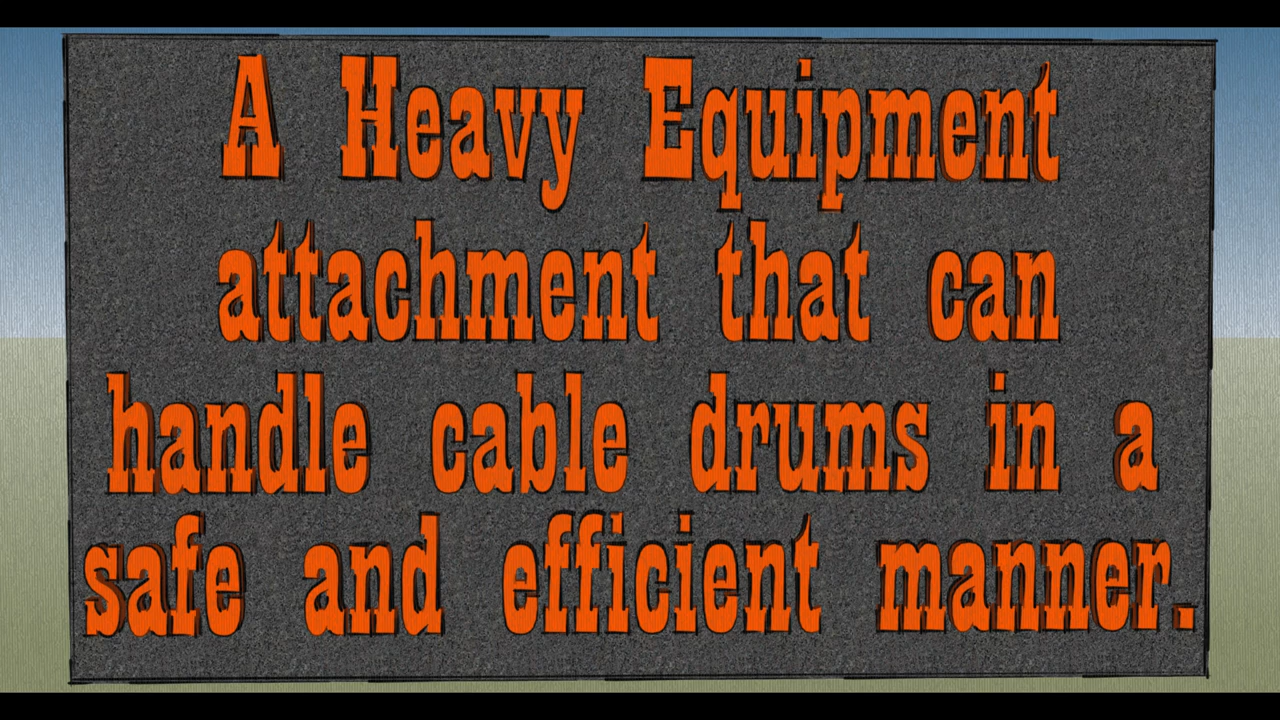 A Heavy Equipment
attachment that can
handle cable drums in a
safe and efficient manner.